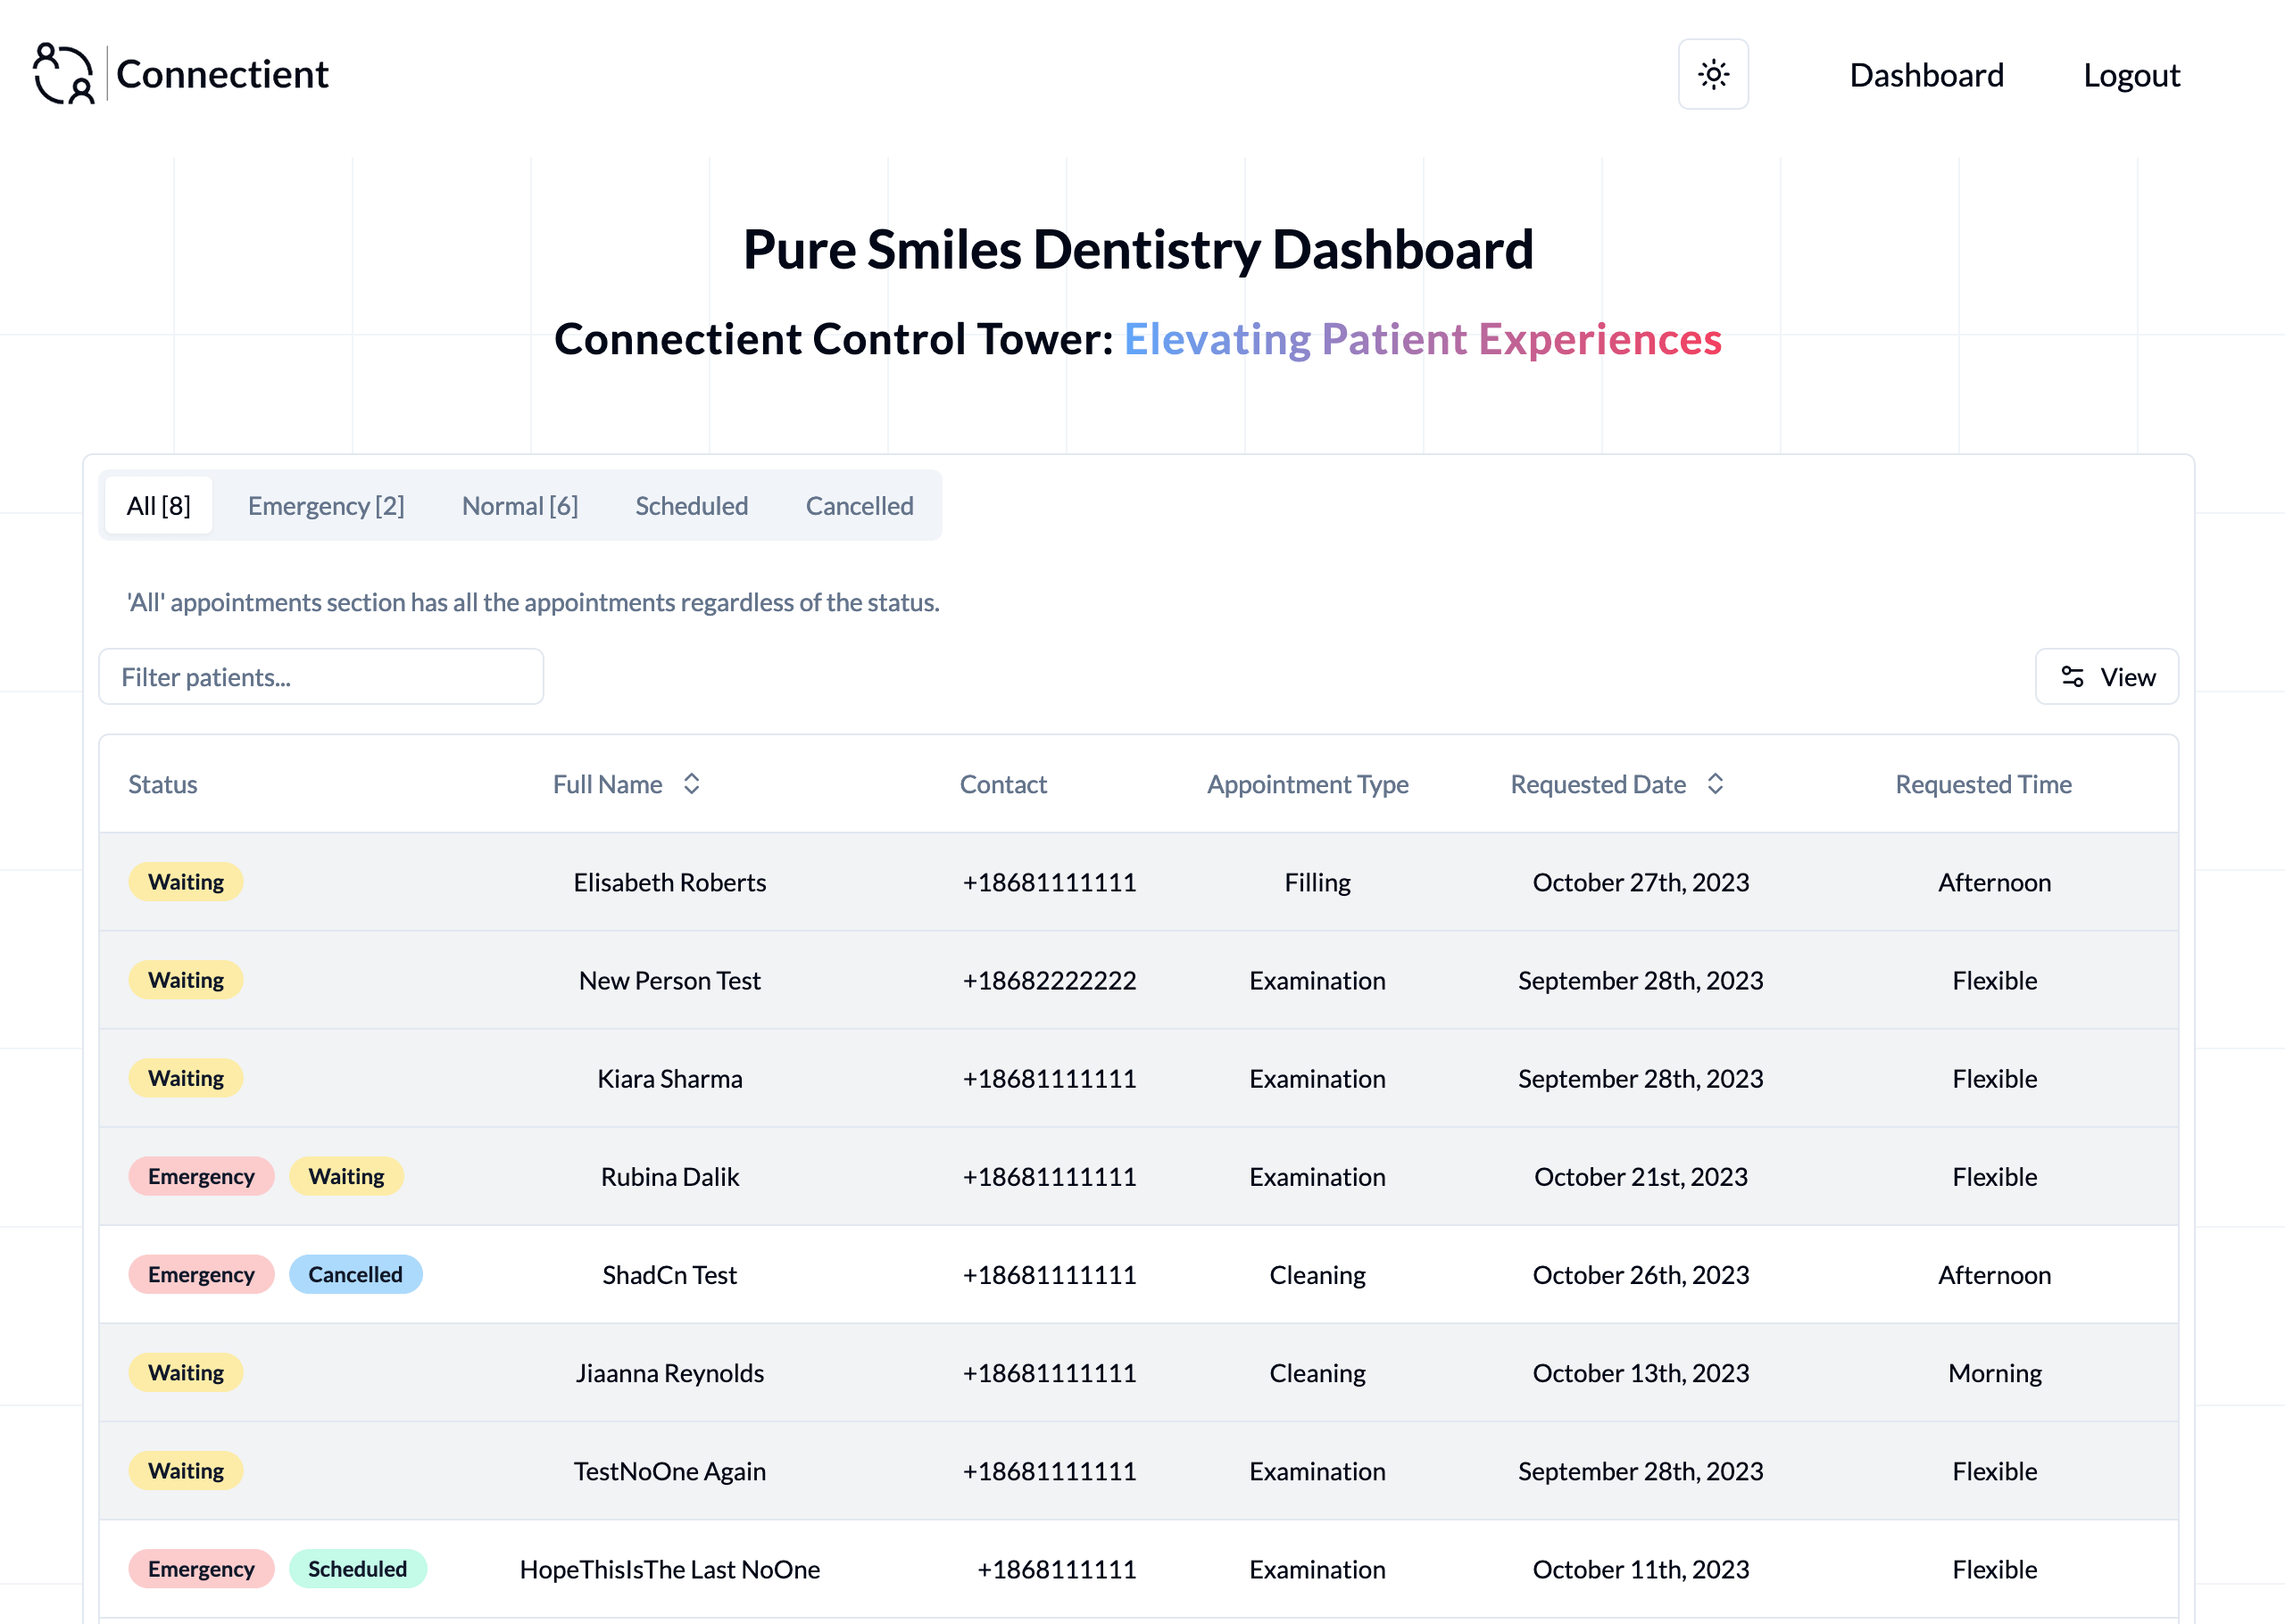 Connectient
Dashboard Logout
Pure Smiles Dentistry Dashboard
Connectient Control Tower: Elevating Patient Experiences
All [8] Emergency [2] Normal [6] Scheduled Cancelled
'All' appointments section has all the appointments regardless of the status.
Filter patients... View
Status Full Name Contact Appointment Type Requested Date Requested Time
Waiting Elisabeth Roberts +18681111111 Filling October 27th, 2023 Afternoon
Waiting New Person Test +18682222222 Examination September 28th, 2023 Flexible
Waiting Kiara Sharma +18681111111 Examination September 28th, 2023 Flexible
Emergency Waiting Rubina Dalik +18681111111 Examination October 21st, 2023 Flexible
Emergency Cancelled ShadCn Test +18681111111 Cleaning October 26th, 2023 Afternoon
Waiting Jiaanna Reynolds +18681111111 Cleaning October 13th, 2023 Morning
Waiting TestNoOne Again +18681111111 Examination September 28th, 2023 Flexible
Emergency Scheduled HopeThisIsThe Last NoOne +1868111111 Examination October 11th, 2023 Flexible